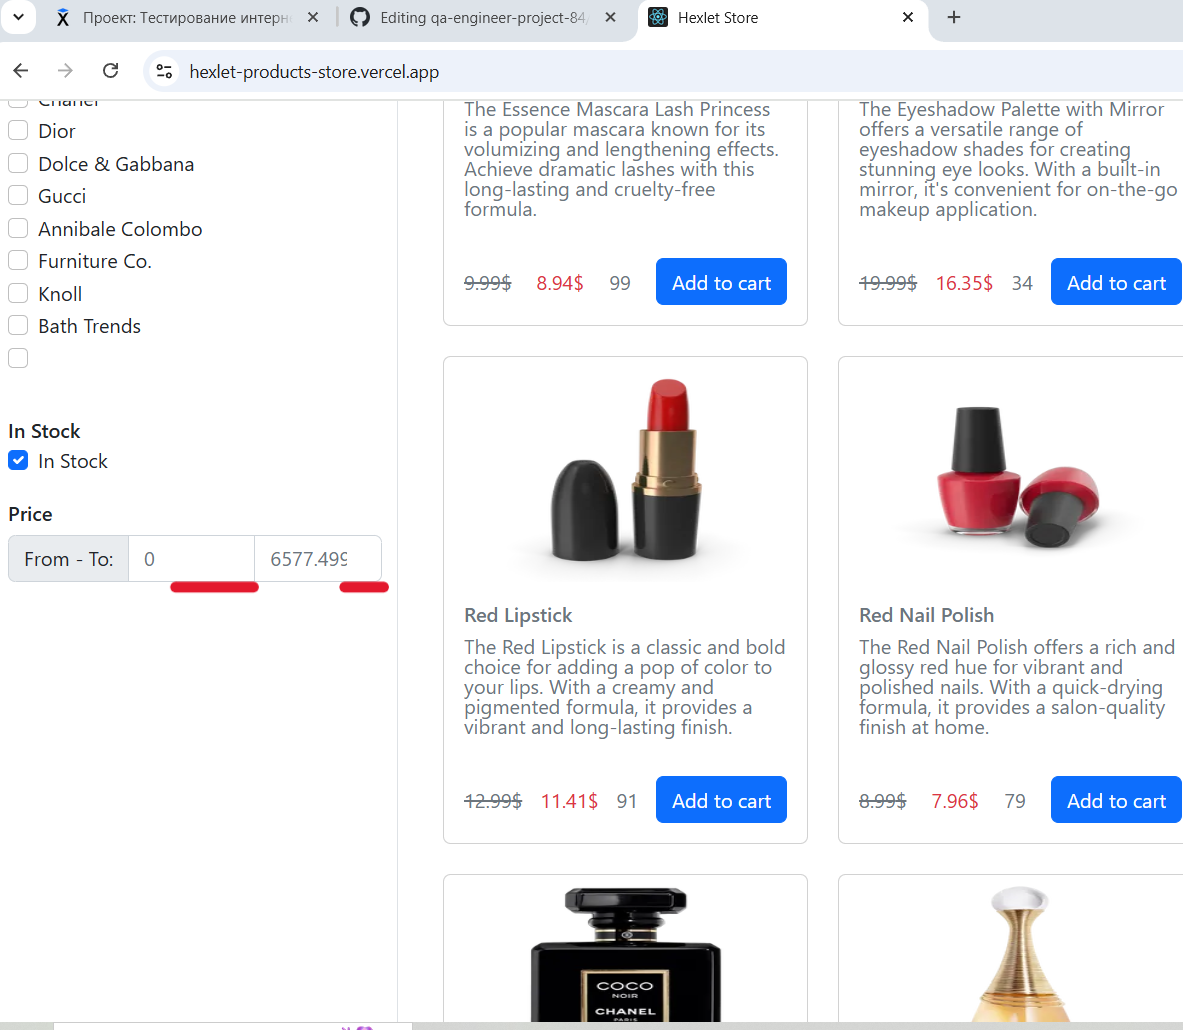 Проект: Тестирование интерн
Editing qa-engineer-project-84/
Hexlet Store
hexlet-products-store.vercel.app
Chanel
Dior
Dolce & Gabbana
Gucci
Annibale Colombo
Furniture Co.
Knoll
Bath Trends
In Stock
In Stock
Price
From - To:
0
6577.499
The Essence Mascara Lash Princess
is a popular mascara known for its
volumizing and lengthening effects.
Achieve dramatic lashes with this
long-lasting and cruelty-free
formula.
9.99$ 8.94$ 99 Add to cart
The Eyeshadow Palette with Mirror
offers a versatile range of
eyeshadow shades for creating
stunning eye looks. With a built-in
mirror, it's convenient for on-the-go
makeup application.
19.99$ 16.35$ 34 Add to cart
Red Lipstick
The Red Lipstick is a classic and bold
choice for adding a pop of color to
your lips. With a creamy and
pigmented formula, it provides a
vibrant and long-lasting finish.
12.99$ 11.41$ 91 Add to cart
Red Nail Polish
The Red Nail Polish offers a rich and
glossy red hue for vibrant and
polished nails. With a quick-drying
formula, it provides a salon-quality
finish at home.
8.99$ 7.96$ 79 Add to cart
COCO
NOIR
CHANEL
PARIS